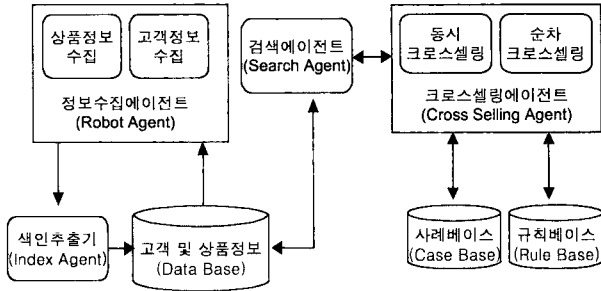 상품정보
수집
고객정보
수집
정보수집에이전트
(Robot Agent)
검색에이전트
(Search Agent)
동시
크로스셀링
순차
크로스셀링
크로스셀링에이전트
(Cross Selling Agent)
색인추출기
(Index Agent)
고객 및 상품정보
(Data Base)
사례베이스
(Case Base)
규칙베이스
(Rule Base)